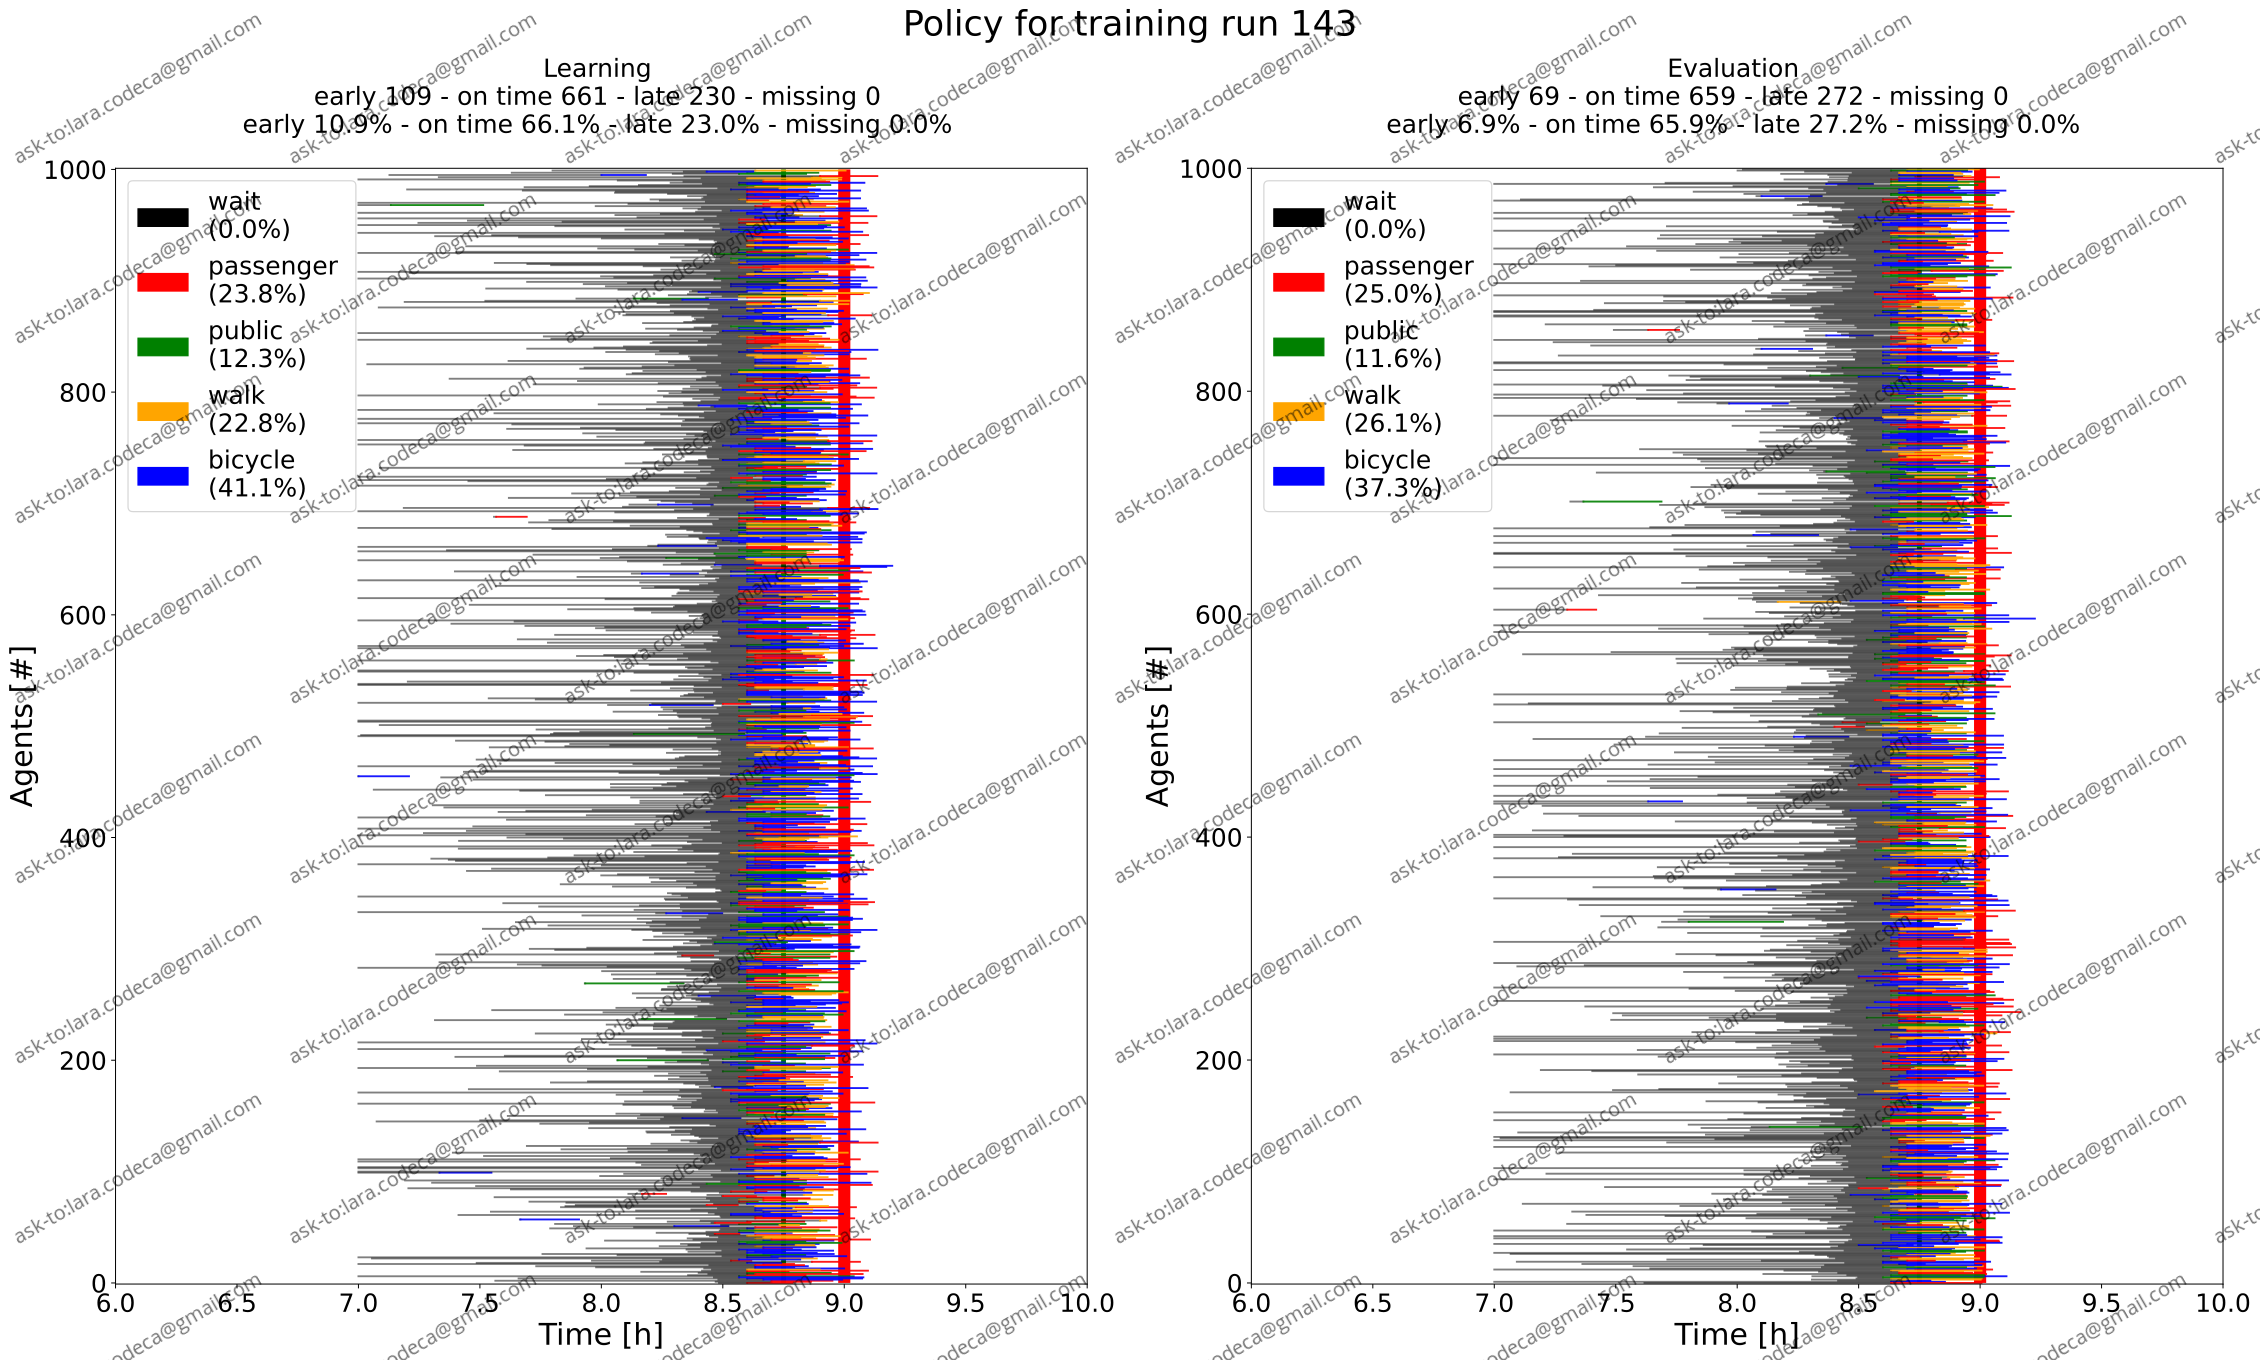 Policy for training run 143
Learning
early 109 - on time 661 - late 230 - missing 0
early 10.9% - on time 66.1% - late 23.0% - missing 0.0%
1000
800
600
400
200
0
Agents [#]
wait
(0.0%)
passenger
(23.8%)
public
(12.3%)
walk
(22.8%)
bicycle
(41.1%)
6.0 6.5 7.0 7.5 8.0 8.5 9.0 9.5 10.0
Time [h]
Evaluation
early 69 - on time 659 - late 272 - missing 0
early 6.9% - on time 65.9% - late 27.2% - missing 0.0%
1000
800
600
400
200
0
Agents [#]
wait
(0.0%)
passenger
(25.0%)
public
(11.6%)
walk
(26.1%)
bicycle
(37.3%)
6.0 6.5 7.0 7.5 8.0 8.5 9.0 9.5 10.0
Time [h]
ask-to:lara.codeca@gmail.com